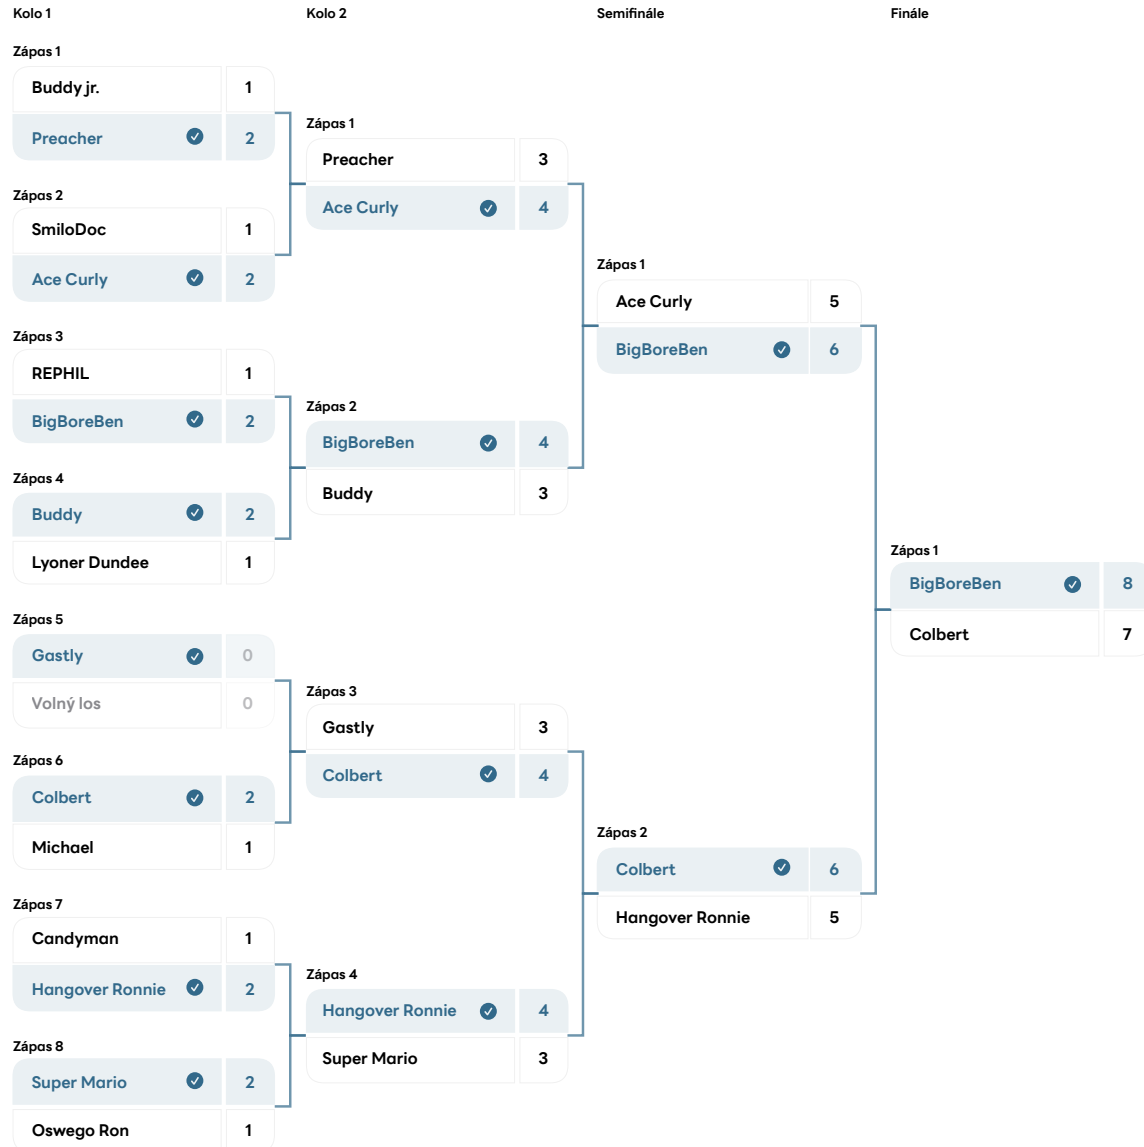 Kolo 1
Kolo 2
Semifinále
Finále
Zápas 1
Buddy jr. 1
Preacher 2
Zápas 2
SmiloDoc 1
Ace Curly 2
Zápas 3
REPHIL 1
BigBoreBen 2
Zápas 4
Buddy 2
Lyoner Dundee 1
Zápas 5
Gastly 0
Volný los 0
Zápas 6
Colbert 2
Michael 1
Zápas 7
Candyman 1
Hangover Ronnie 2
Zápas 8
Super Mario 2
Oswego Ron 1
Zápas 1
Preacher 3
Ace Curly 4
Zápas 2
BigBoreBen 4
Buddy 3
Zápas 3
Gastly 3
Colbert 4
Zápas 4
Hangover Ronnie 4
Super Mario 3
Zápas 1
Ace Curly 5
BigBoreBen 6
Zápas 2
Colbert 6
Hangover Ronnie 5
Zápas 1
BigBoreBen 8
Colbert 7